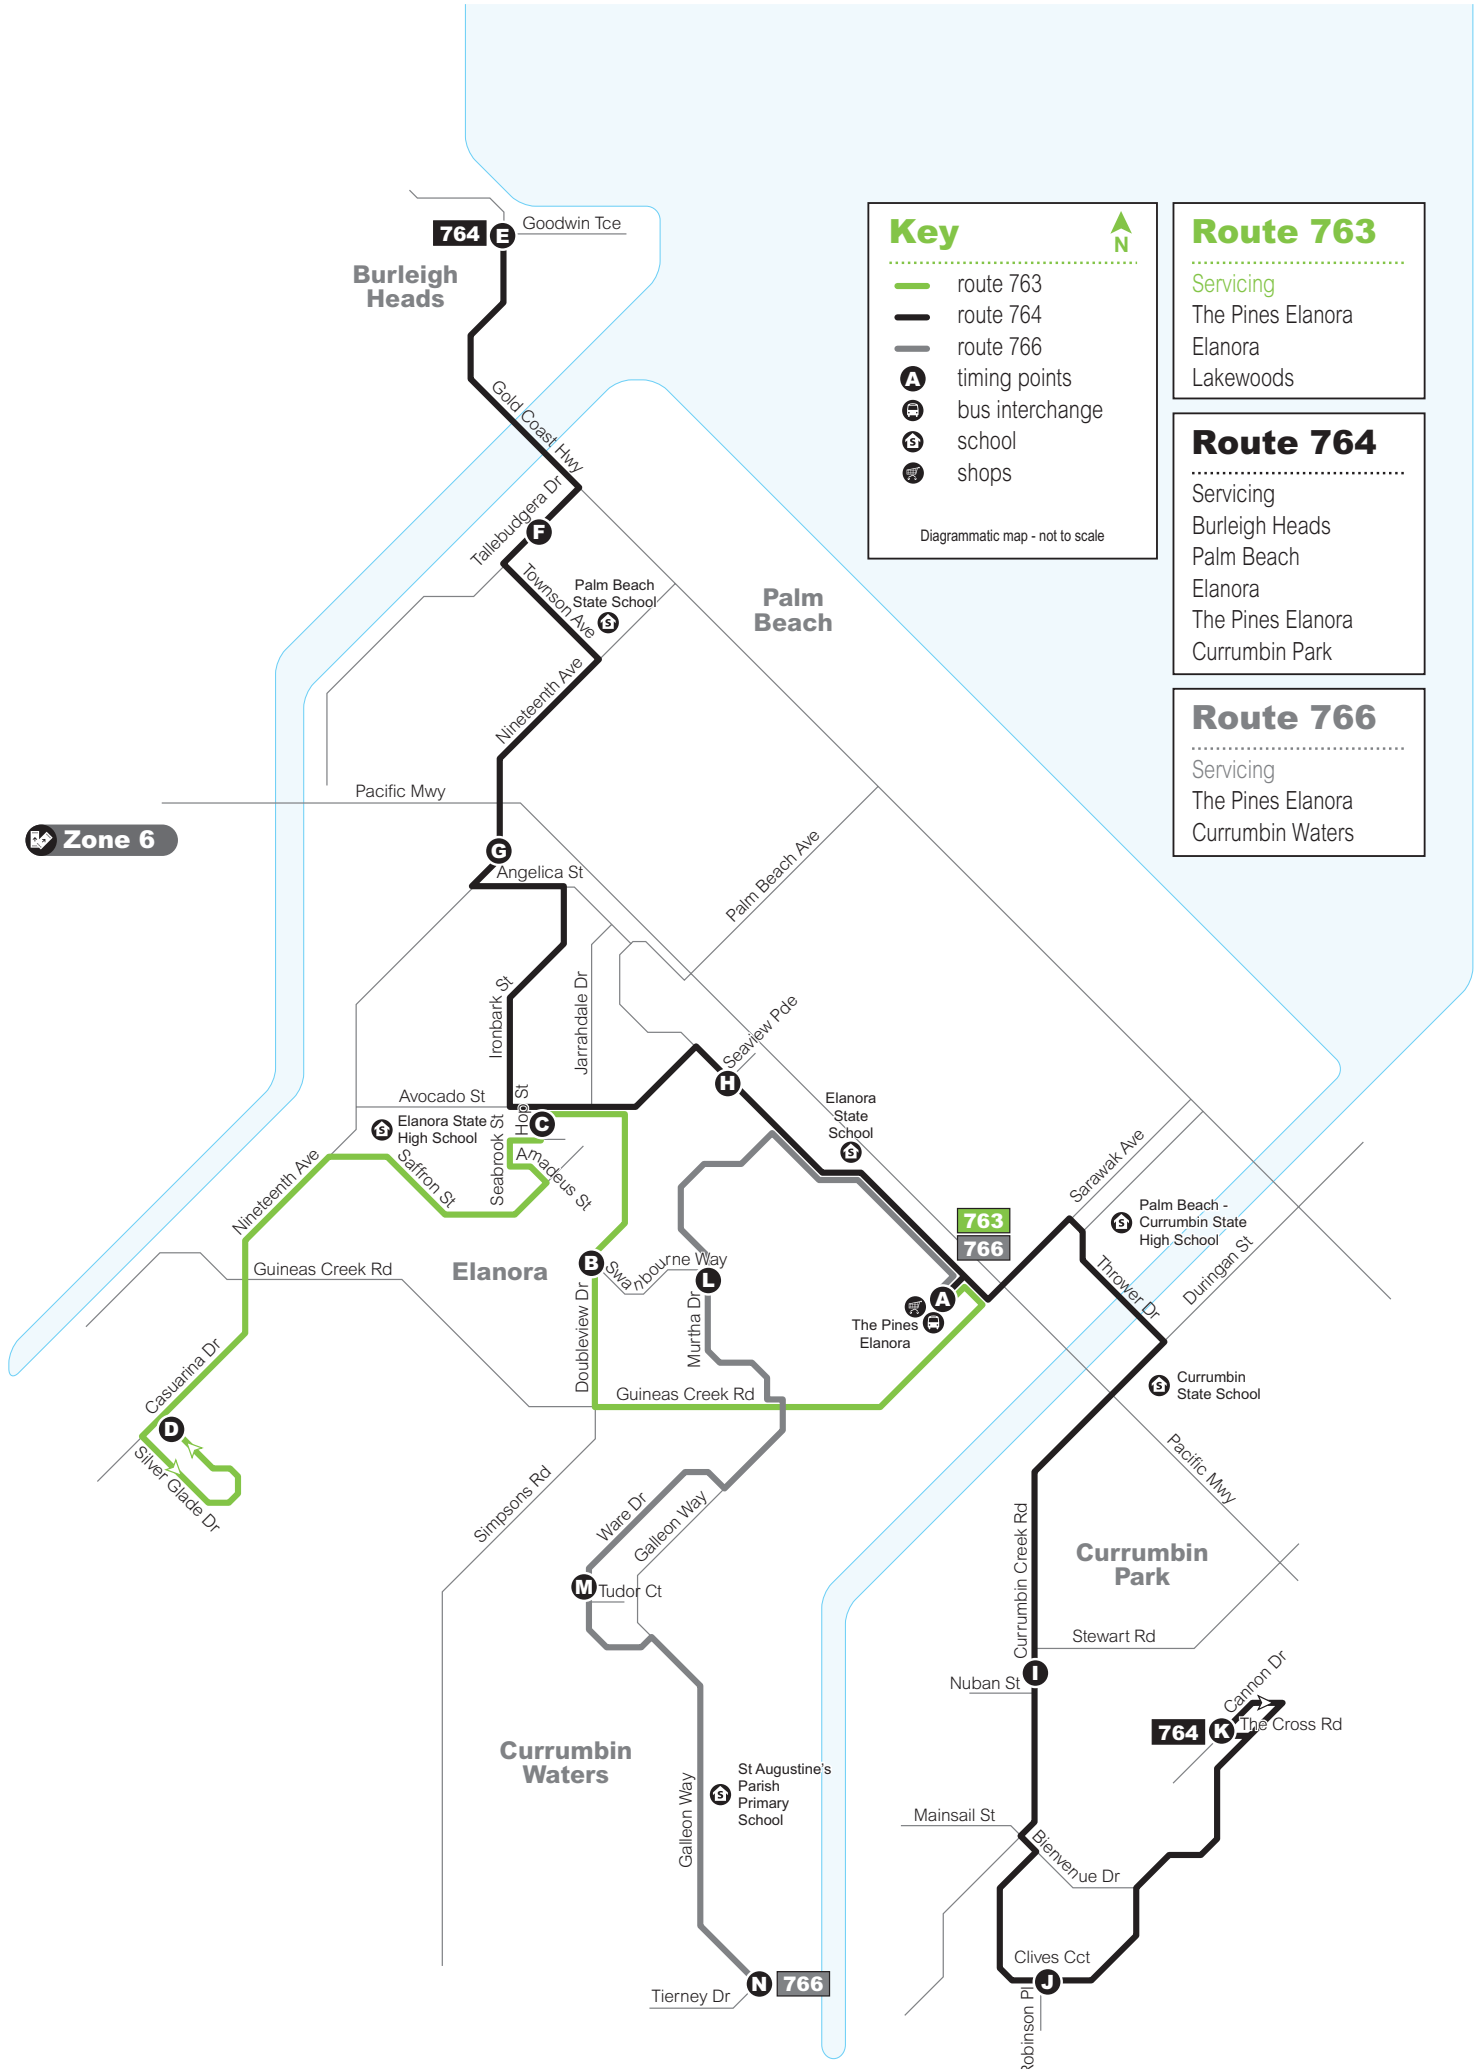 764
E
Goodwin Tce
Burleigh
Heads
Key
N
route 763
route 764
route 766
A
timing points
bus interchange
S
school
shops
Diagrammatic map - not to scale
Route 763
Servicing
The Pines Elanora
Elanora
Lakewoods
Route 764
Servicing
Burleigh Heads
Palm Beach
Elanora
The Pines Elanora
Currumbin Park
Route 766
Servicing
The Pines Elanora
Currumbin Waters
Gold Coast Hwy
Tallebudgera Dr
F
Townson Ave
Palm Beach
State School
S
Palm
Beach
Nineteenth Ave
Pacific Mwy
Zone 6
G
Angelica St
Palm Beach Ave
Ironbark St
Jarrahdale Dr
Seaview Pde
H
Avocado St
Hop St
C
Elanora State
High School
S
Elanora
State
School
S
Seabrook St
Amadeus St
Saffron St
Nineteenth Ave
Sarawak Ave
Palm Beach -
Currumbin State
High School
S
763
766
Duringan St
Thrower Dr
Guineas Creek Rd
Elanora
B
Swanbourne Way
L
Doubleview Dr
Murtha Dr
A
The Pines
Elanora
Casuarina Dr
D
Silver Glade Dr
Guineas Creek Rd
Currumbin
State School
S
Pacific Mwy
Simpsons Rd
Ware Dr
Galleon Way
M
Tudor Ct
Currumbin Creek Rd
Currumbin
Park
Stewart Rd
I
Nuban St
Cannon Dr
764
K
The Cross Rd
Currumbin
Waters
St Augustine's
Parish
Primary
School
S
Galleon Way
Mainsail St
Bienvenue Dr
Clives Cct
J
Robinson Pl
N
766
Tierney Dr